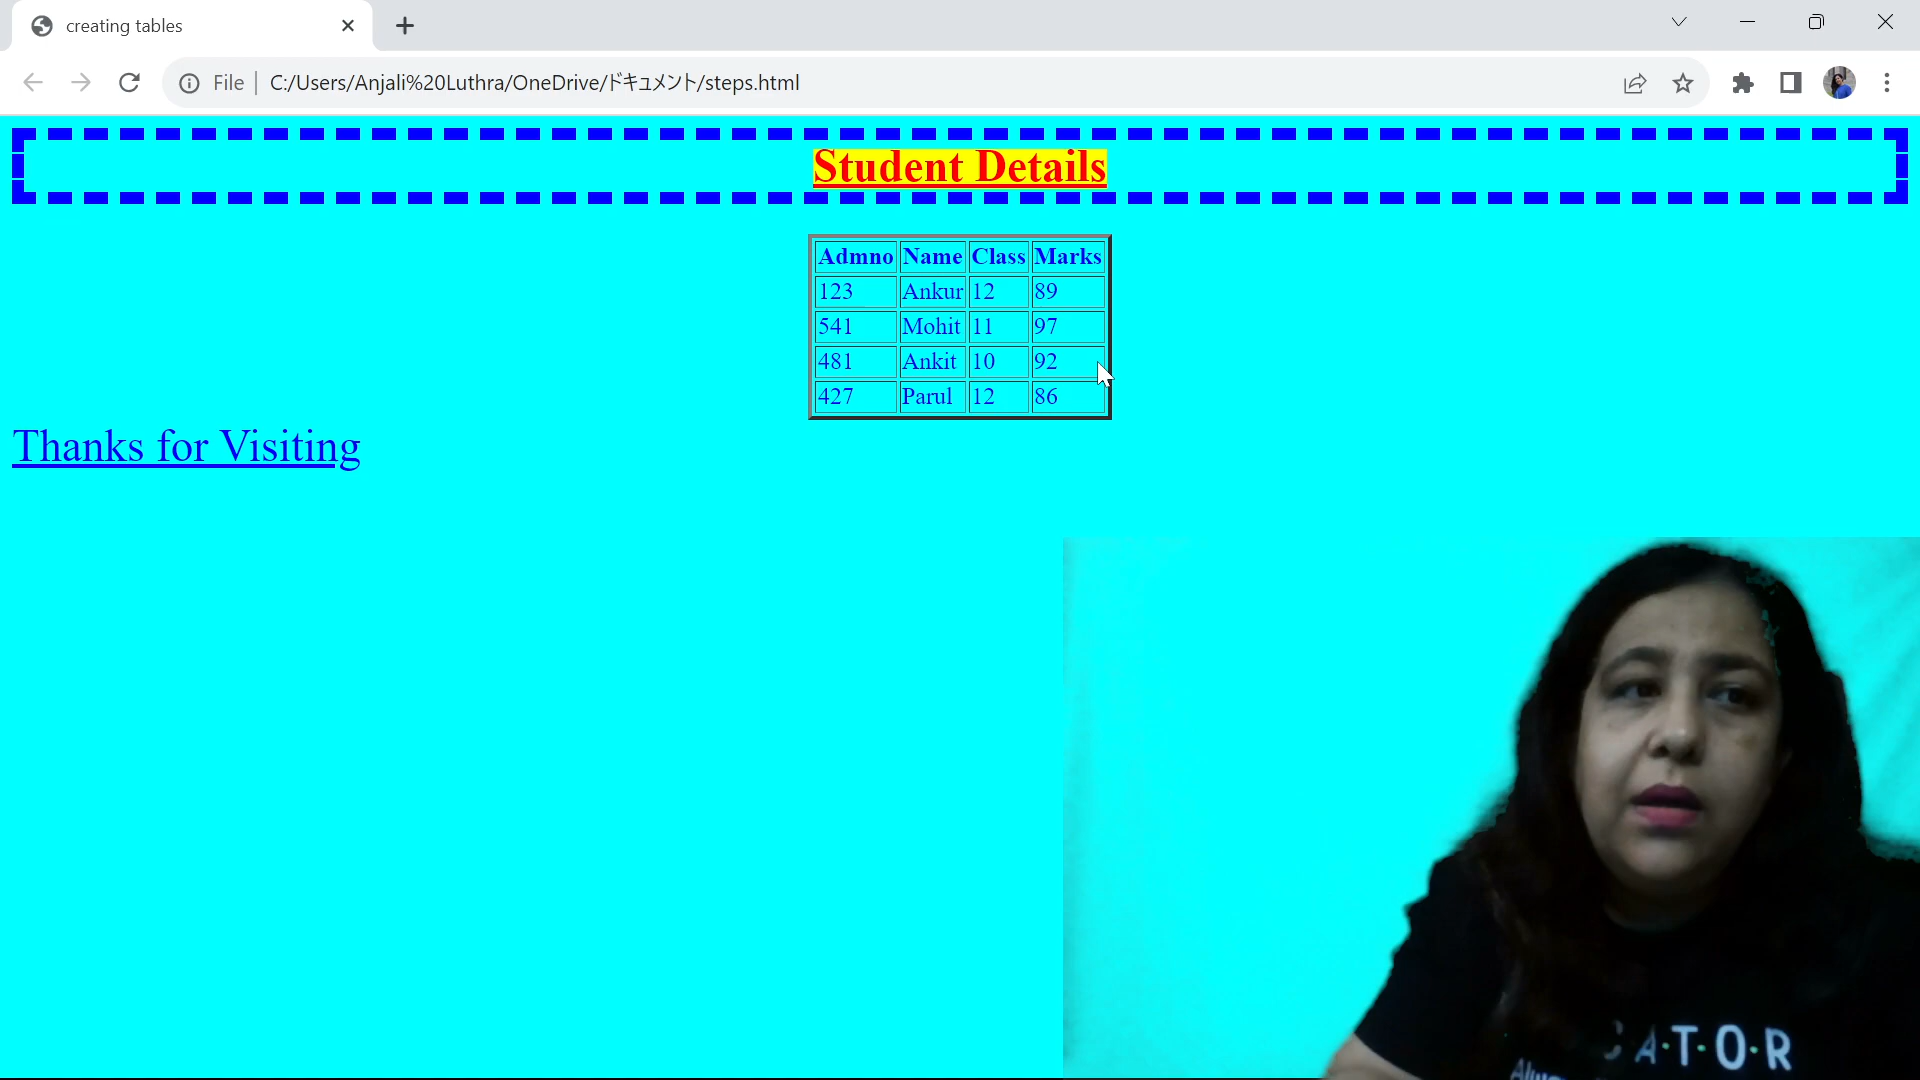 creating tables
File
C:/Users/Anjali%20Luthra/OneDrive/ドキュメント/steps.html
Student Details
Admno Name Class Marks
123 Ankur 12 89
541 Mohit 11 97
481 Ankit 10 92
427 Parul 12 86
Thanks for Visiting
A·T·O·R